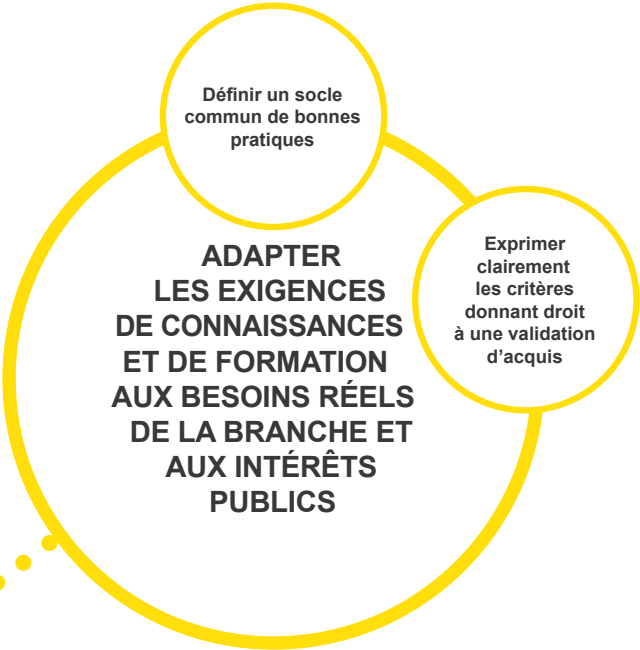 Définir un socle
commun de bonnes
pratiques
Exprimer
clairement
les critères
donnant droit
à une validation
d'acquis
ADAPTER
LES EXIGENCES
DE CONNAISSANCES
ET DE FORMATION
AUX BESOINS RÉELS
DE LA BRANCHE ET
AUX INTÉRÊTS
PUBLICS